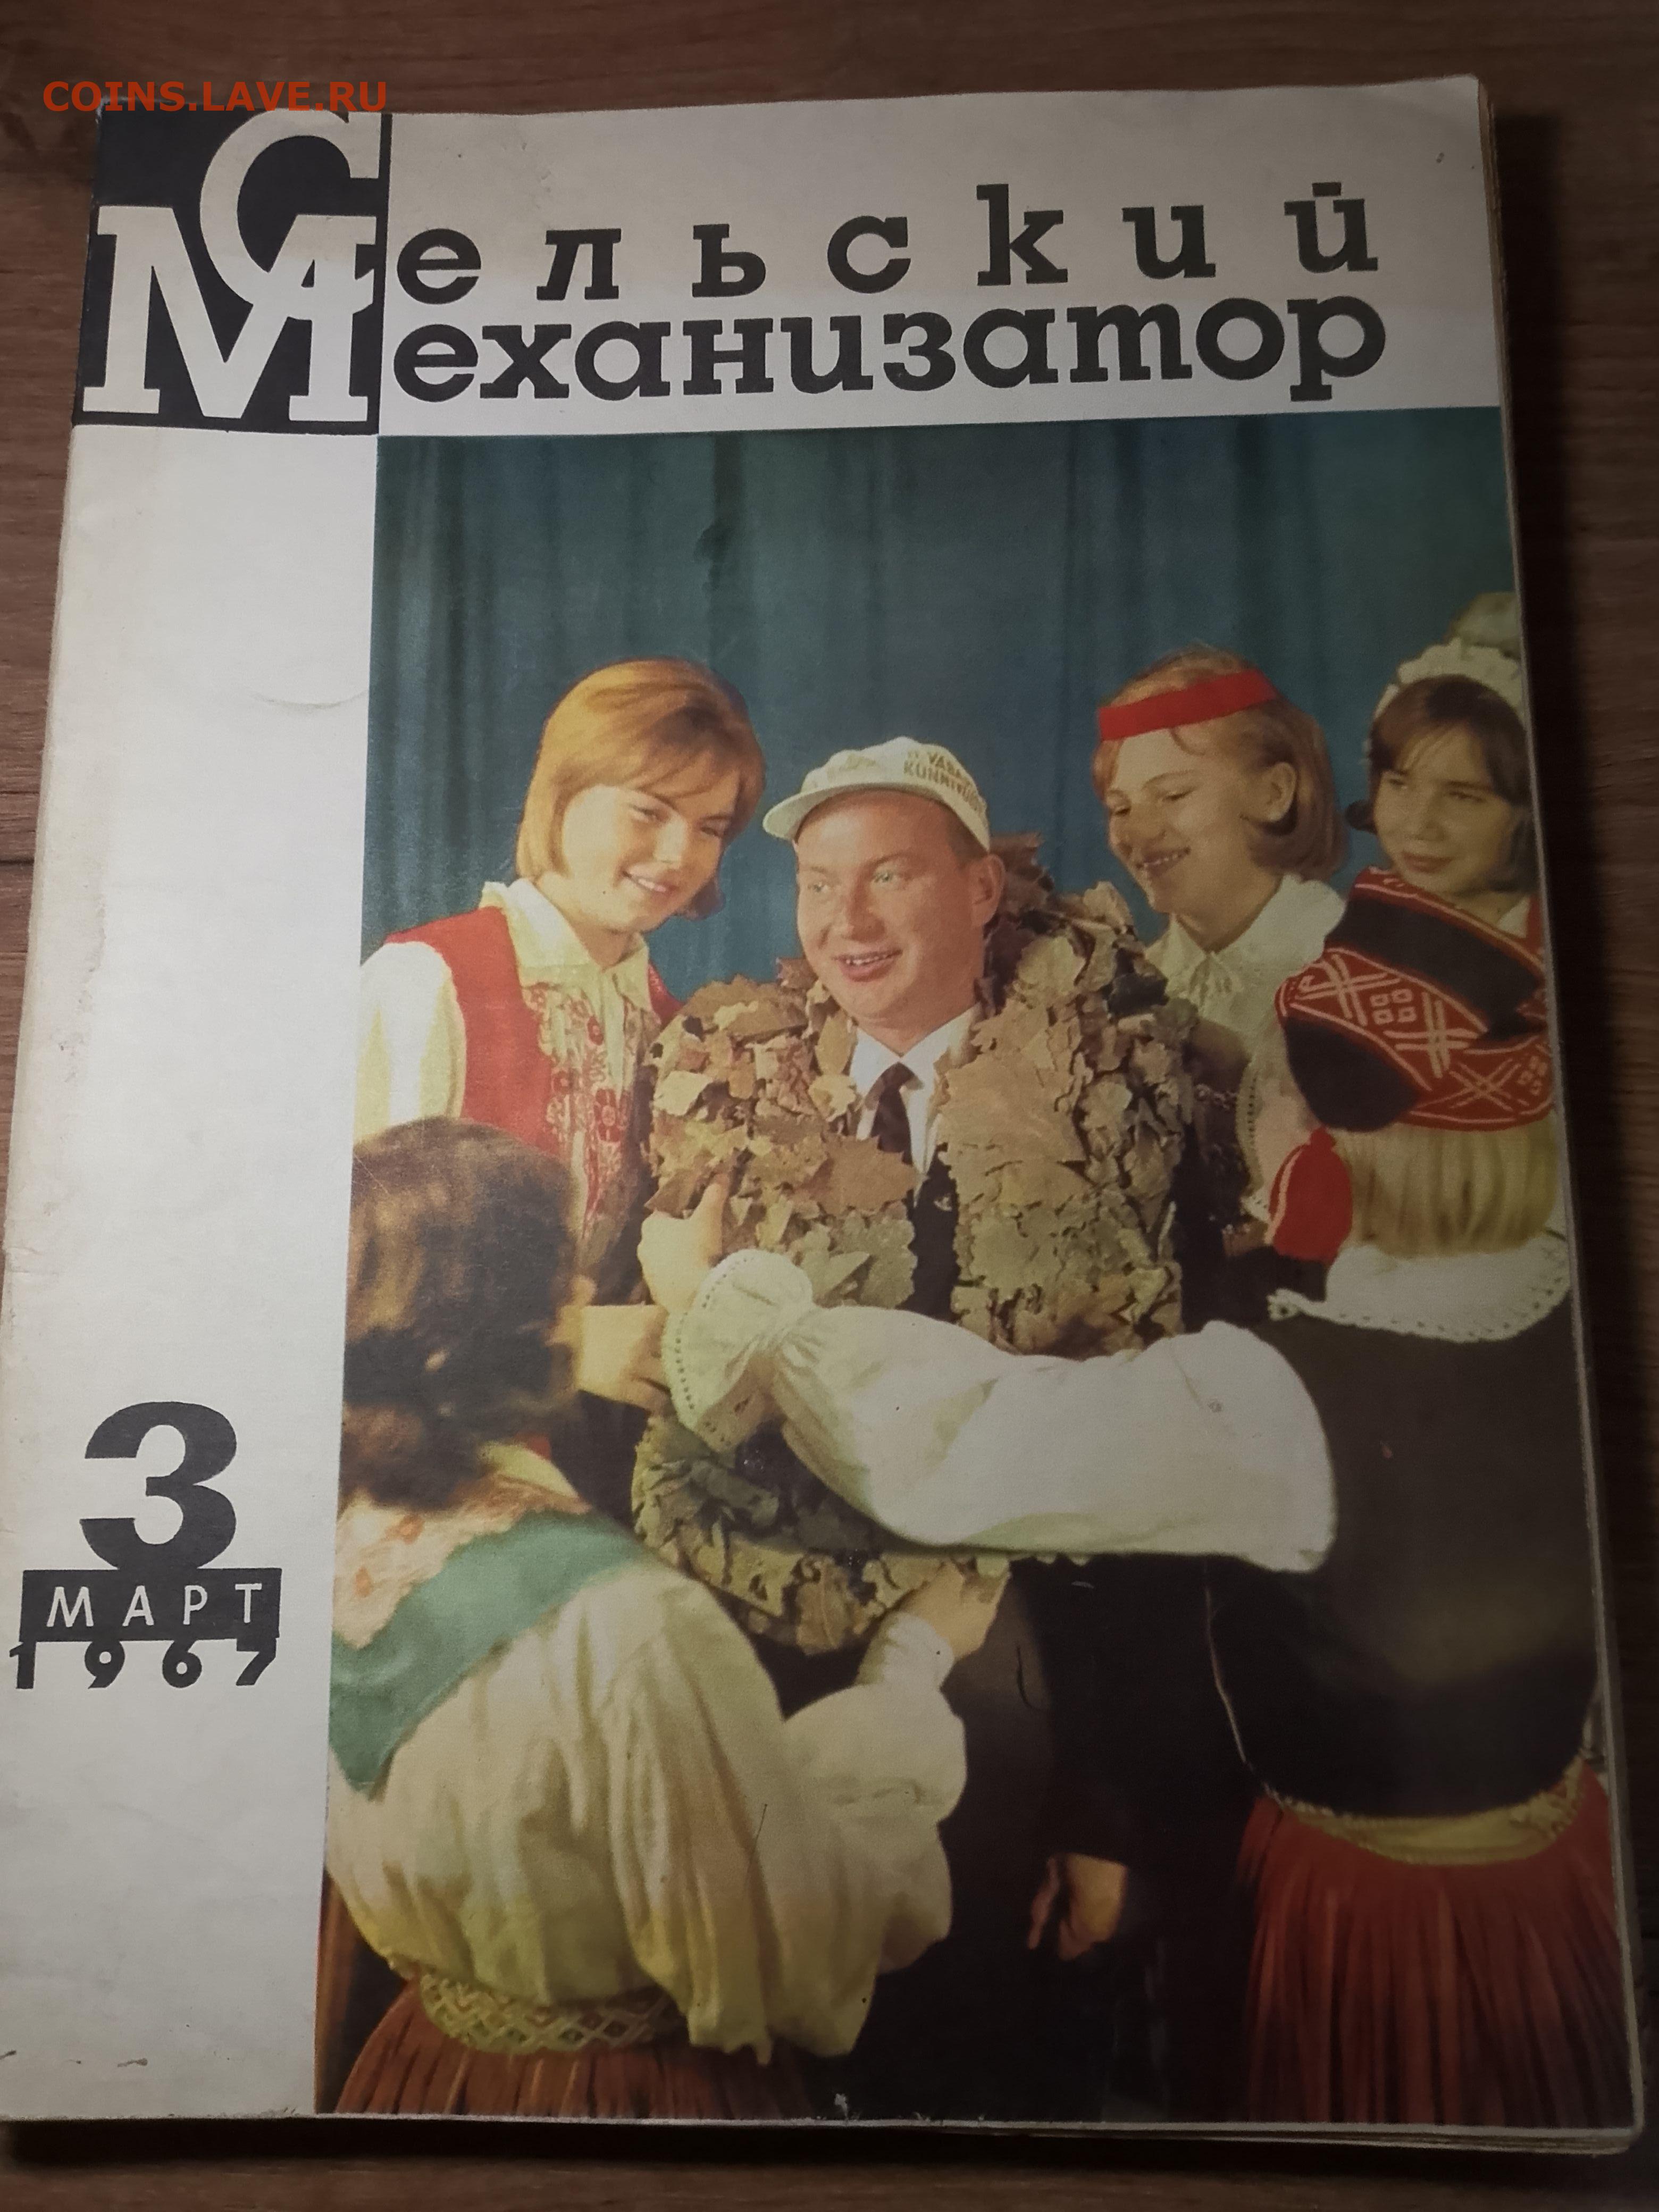 COINS.LAVE.RU
Сельский
Механизатор
3
МАРТ
1967